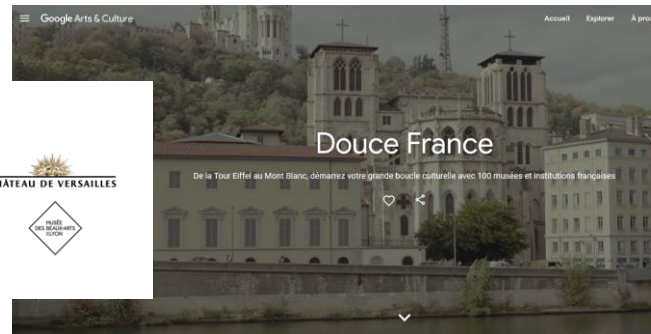 Google Arts & Culture
Accueil Explorer À pro
Douce France
De la Tour Eiffel au Mont Blanc, démarrez votre grande boucle culturelle avec 100 musées et institutions françaises
ÂTEAU DE VERSAILLES
MUSÉE
DES BEAUX-ARTS
LYON